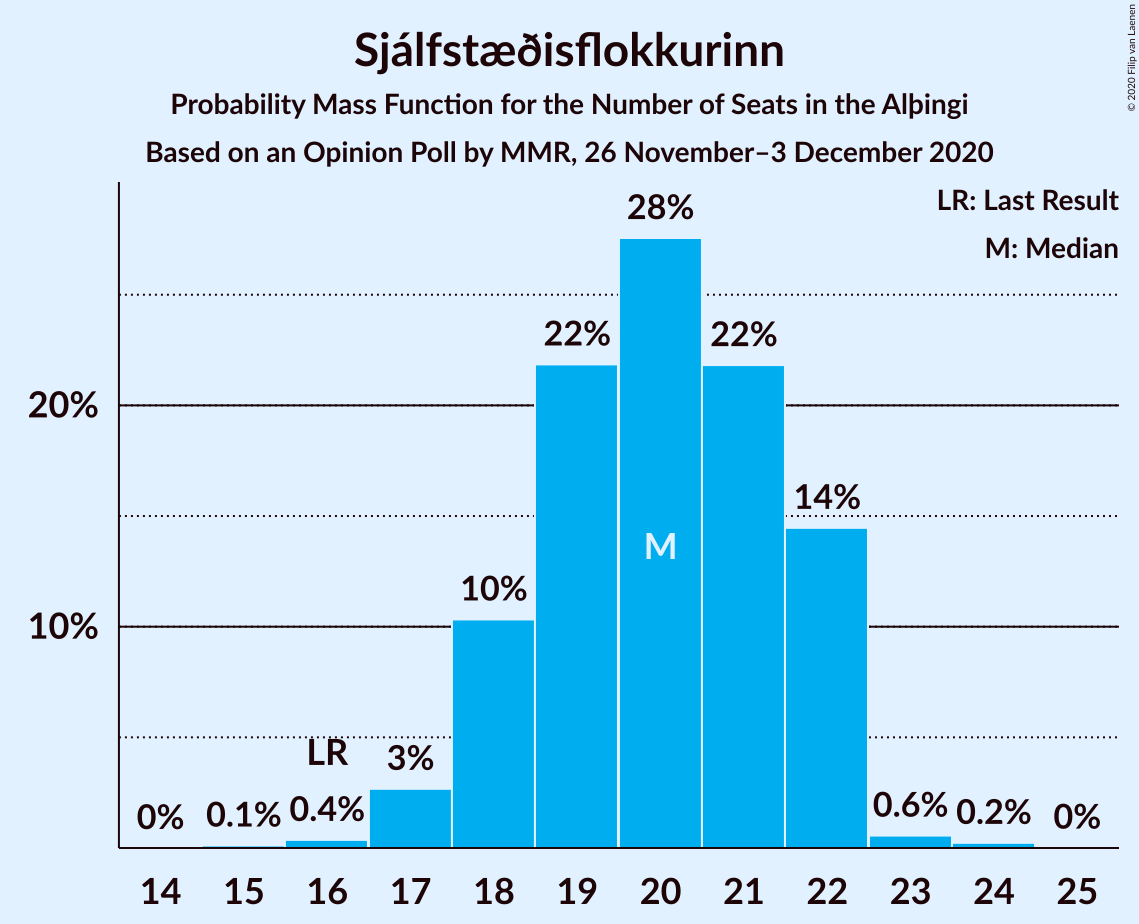 Sjálfstæðisflokkurinn
Probability Mass Function for the Number of Seats in the Alþingi
Based on an Opinion Poll by MMR, 26 November–3 December 2020
© 2020 Filip van Laenen
LR: Last Result
M: Median
28%
22%
22%
20%
14%
M
10%
10%
LR
3%
0%
0.1%
0.4%
0.6%
0.2%
0%
14 15 16 17 18 19 20 21 22 23 24 25